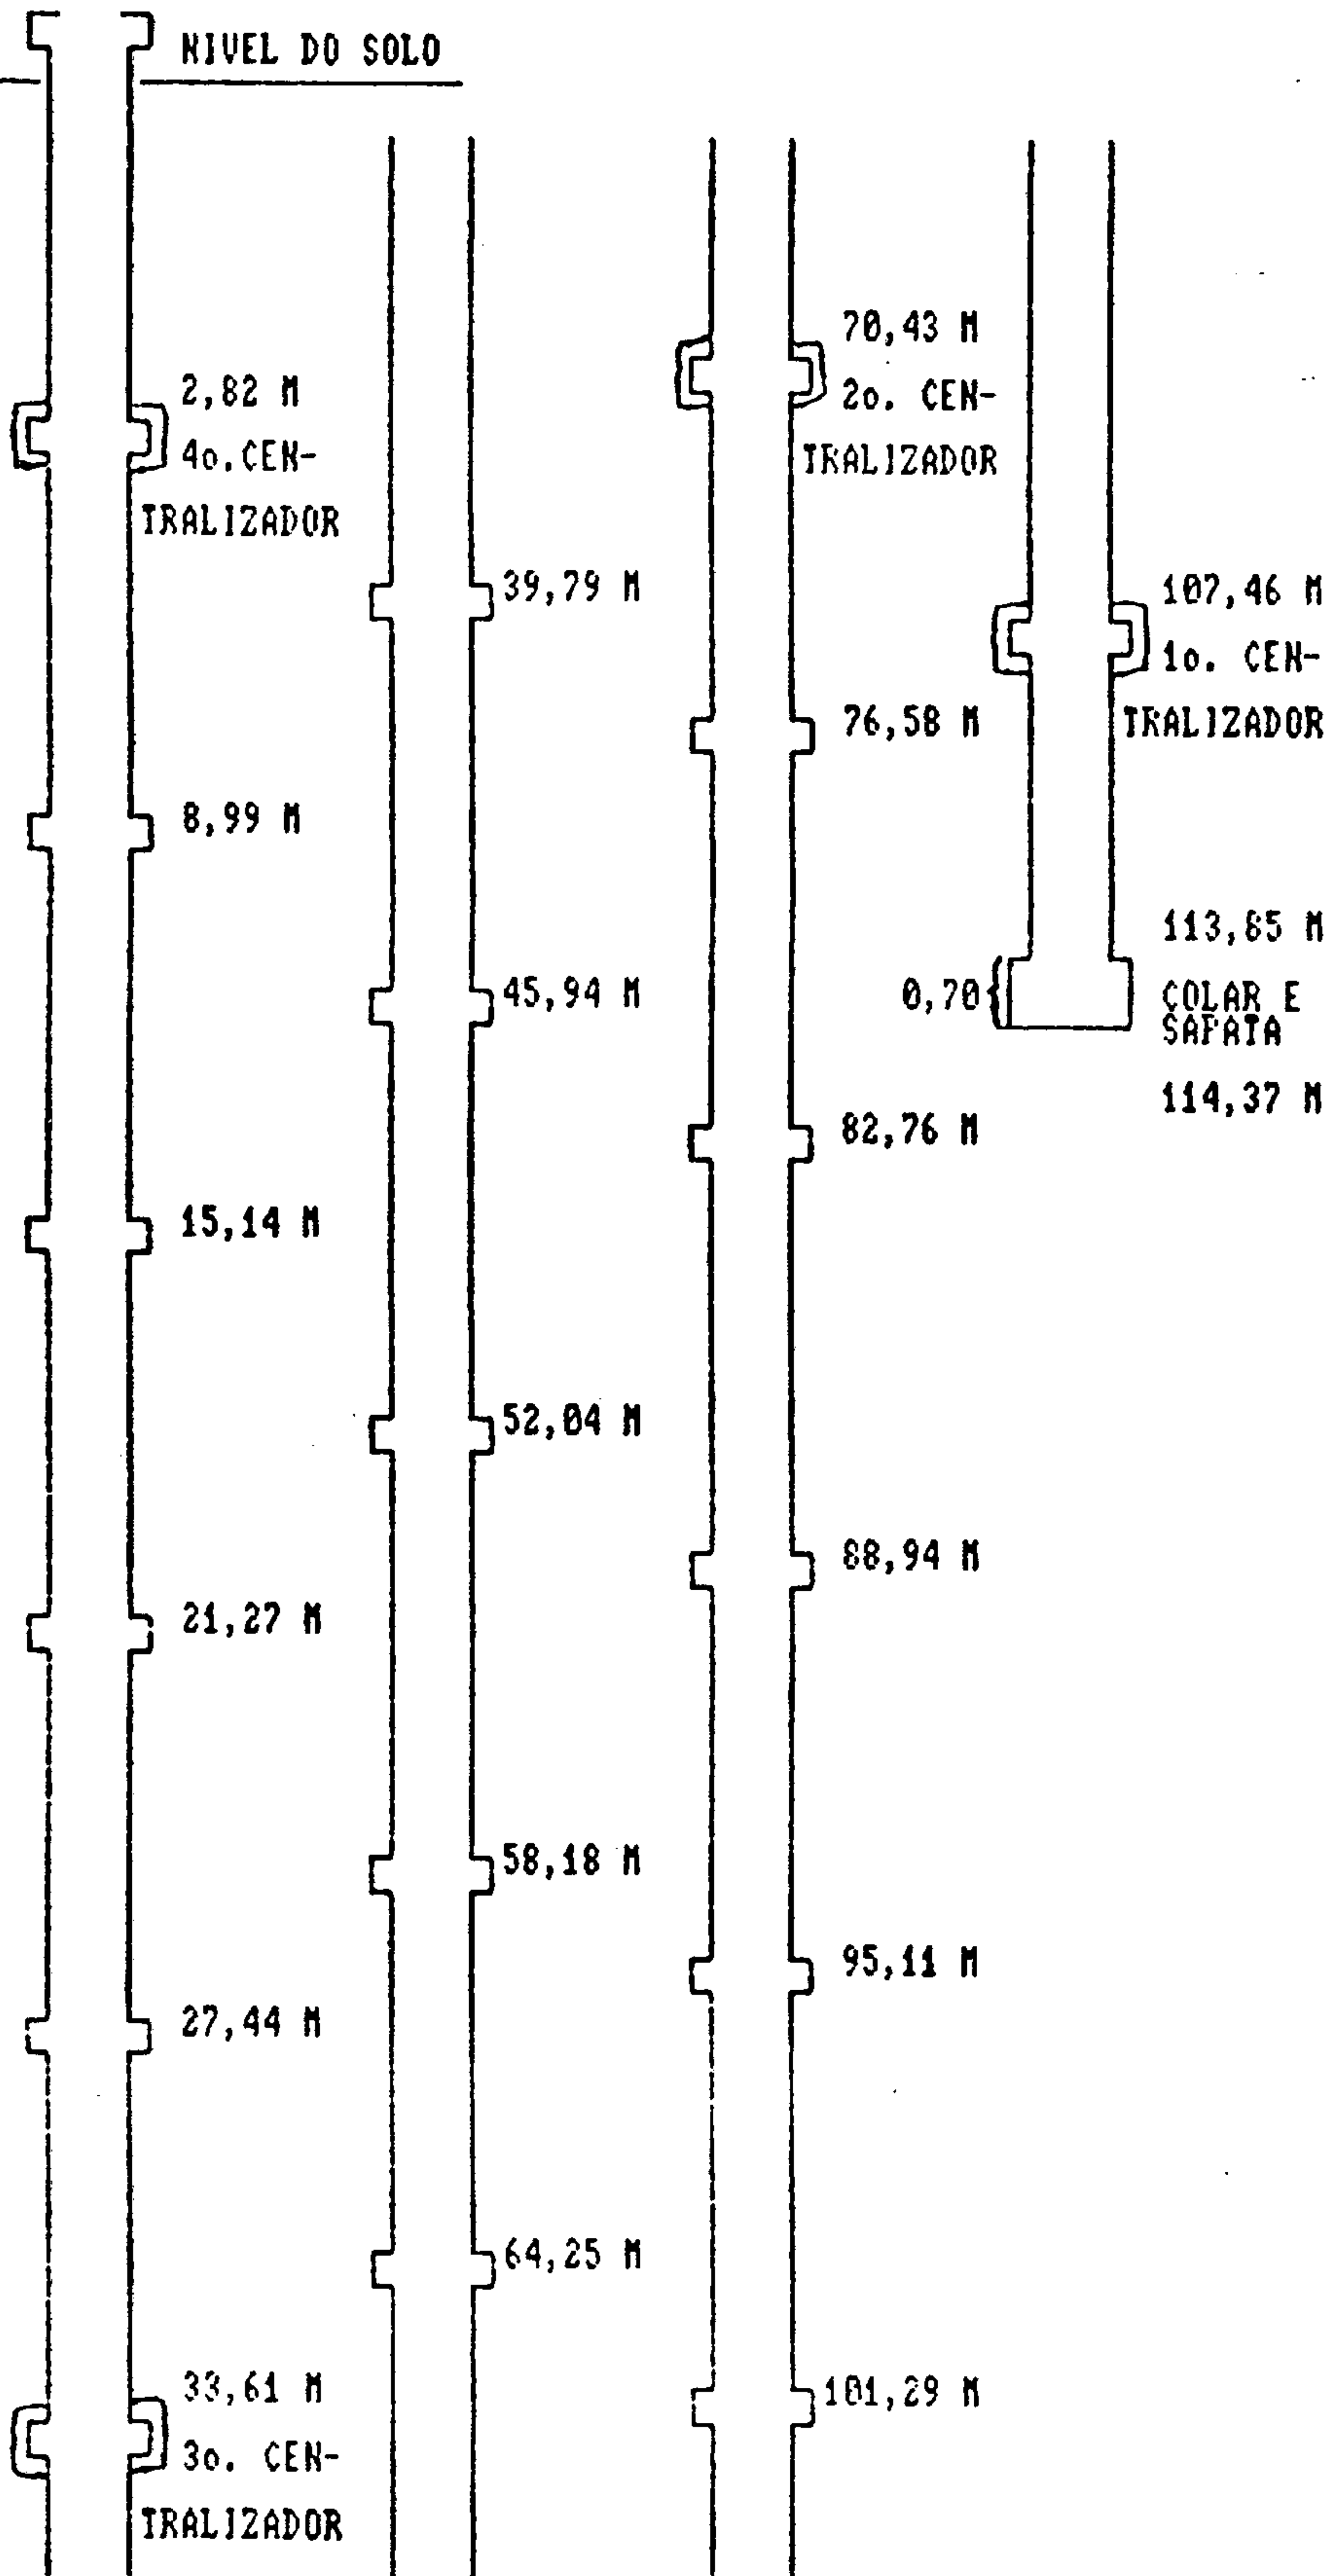 NIVEL DO SOLO
2,82 M
4o.CEN-
TRALIZADOR
8,99 M
15,14 M
21,27 M
27,44 M
33,61 M
3o. CEN-
TRALIZADOR
39,79 M
45,94 M
52,04 M
58,18 M
64,25 M
70,43 M
2o. CEN-
TRALIZADOR
76,58 M
82,76 M
88,94 M
95,11 M
101,29 M
107,46 M
1o. CEN-
TRALIZADOR
113,65 M
0,70
COLAR E
SAPATA
114,37 M